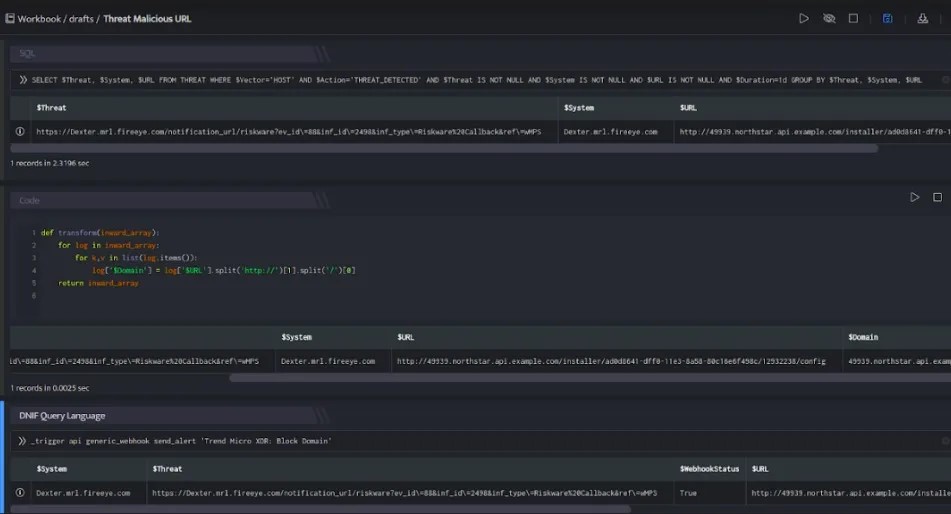 Workbook / drafts / Threat Malicious URL
SQL
SELECT $Threat, $System, $URL FROM THREAT WHERE $Vector='HOST' AND $Action='THREAT_DETECTED' AND $Threat IS NOT NULL AND $System IS NOT NULL AND $URL IS NOT NULL AND $Duration=1d GROUP BY $Threat, $System, $URL
$Threat $System $URL
https://Dexter.mrl.fireeye.com/notification_url/riskware?ev_id\=88&inf_id\=2498&inf_type\=Riskware%20Callback&ref\=wMPS Dexter.mrl.fireeye.com http://49939.northstar.api.example.com/installer/ad0d8641-dff0-1
1 records in 2.3196 sec
Code
1 def transform(inward_array):
2 for log in inward_array:
3 for k,v in list(log.items()):
4 log['$Domain'] = log['$URL'].split('http://')[1].split('/')[0]
5 return inward_array
6
$System $URL $Domain
id\=88&inf_id\=2498&inf_type\=Riskware%20Callback&ref\=wMPS Dexter.mrl.fireeye.com http://49939.northstar.api.example.com/installer/ad0d8641-dff0-11e3-8a58-00c16e6f498c/12932238/config 49939.northstar.api.exam
1 records in 0.0025 sec
DNIF Query Language
_trigger api generic_webhook send_alert 'Trend Micro XDR: Block Domain'
$System $Threat $WebhookStatus $URL
Dexter.mrl.fireeye.com https://Dexter.mrl.fireeye.com/notification_url/riskware?ev_id\=88&inf_id\=2498&inf_type\=Riskware%20Callback&ref\=wMPS True http://49939.northstar.api.example.com/installe